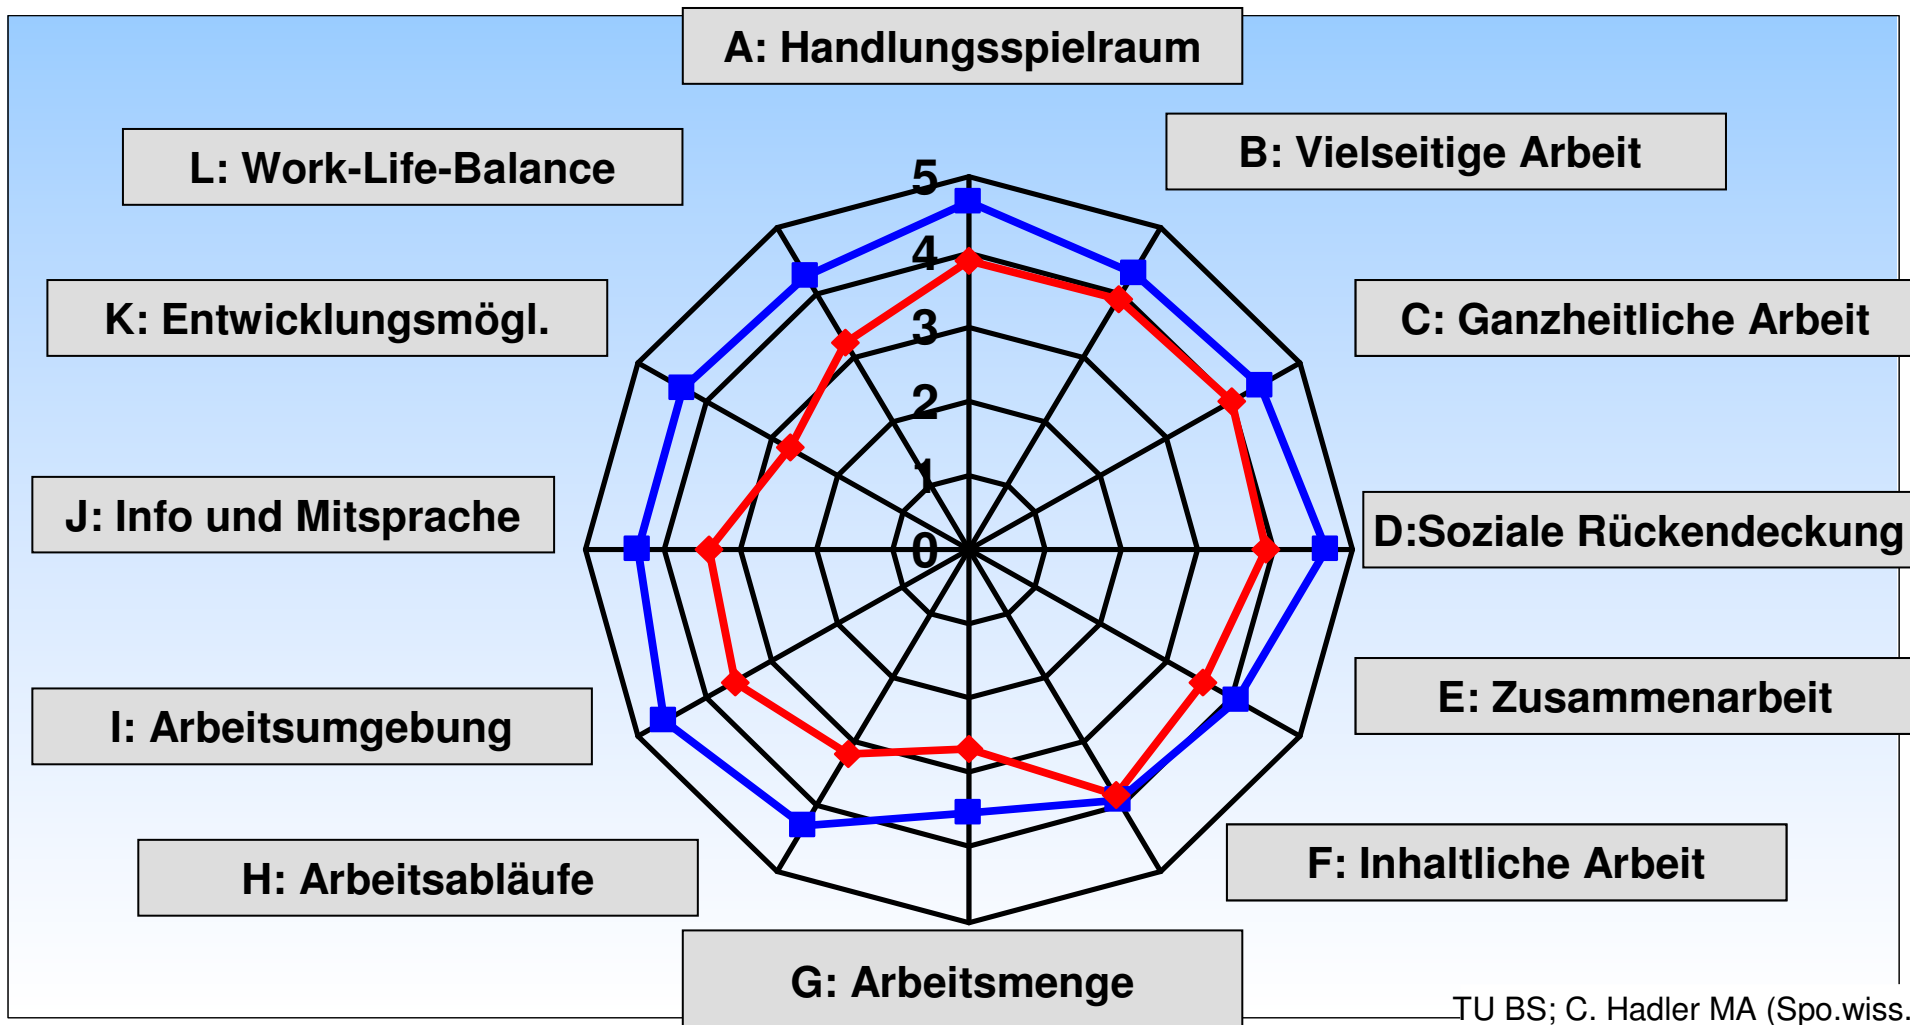 A: Handlungsspielraum
B: Vielseitige Arbeit
L: Work-Life-Balance
5
4
K: Entwicklungsmögl.
C: Ganzheitliche Arbeit
3
2
1
J: Info und Mitsprache
D:Soziale Rückendeckung
0
E: Zusammenarbeit
I: Arbeitsumgebung
F: Inhaltliche Arbeit
H: Arbeitsabläufe
G: Arbeitsmenge
TU BS; C. Hadler MA (Spo.wiss.